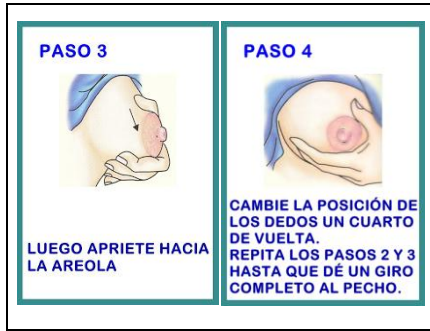 PASO 3
LUEGO APRIETE HACIA
LA AREOLA
PASO 4
CAMBIE LA POSICIÓN DE
LOS DEDOS UN CUARTO
DE VUELTA.
REPITA LOS PASOS 2 Y 3
HASTA QUE DÉ UN GIRO
COMPLETO AL PECHO.